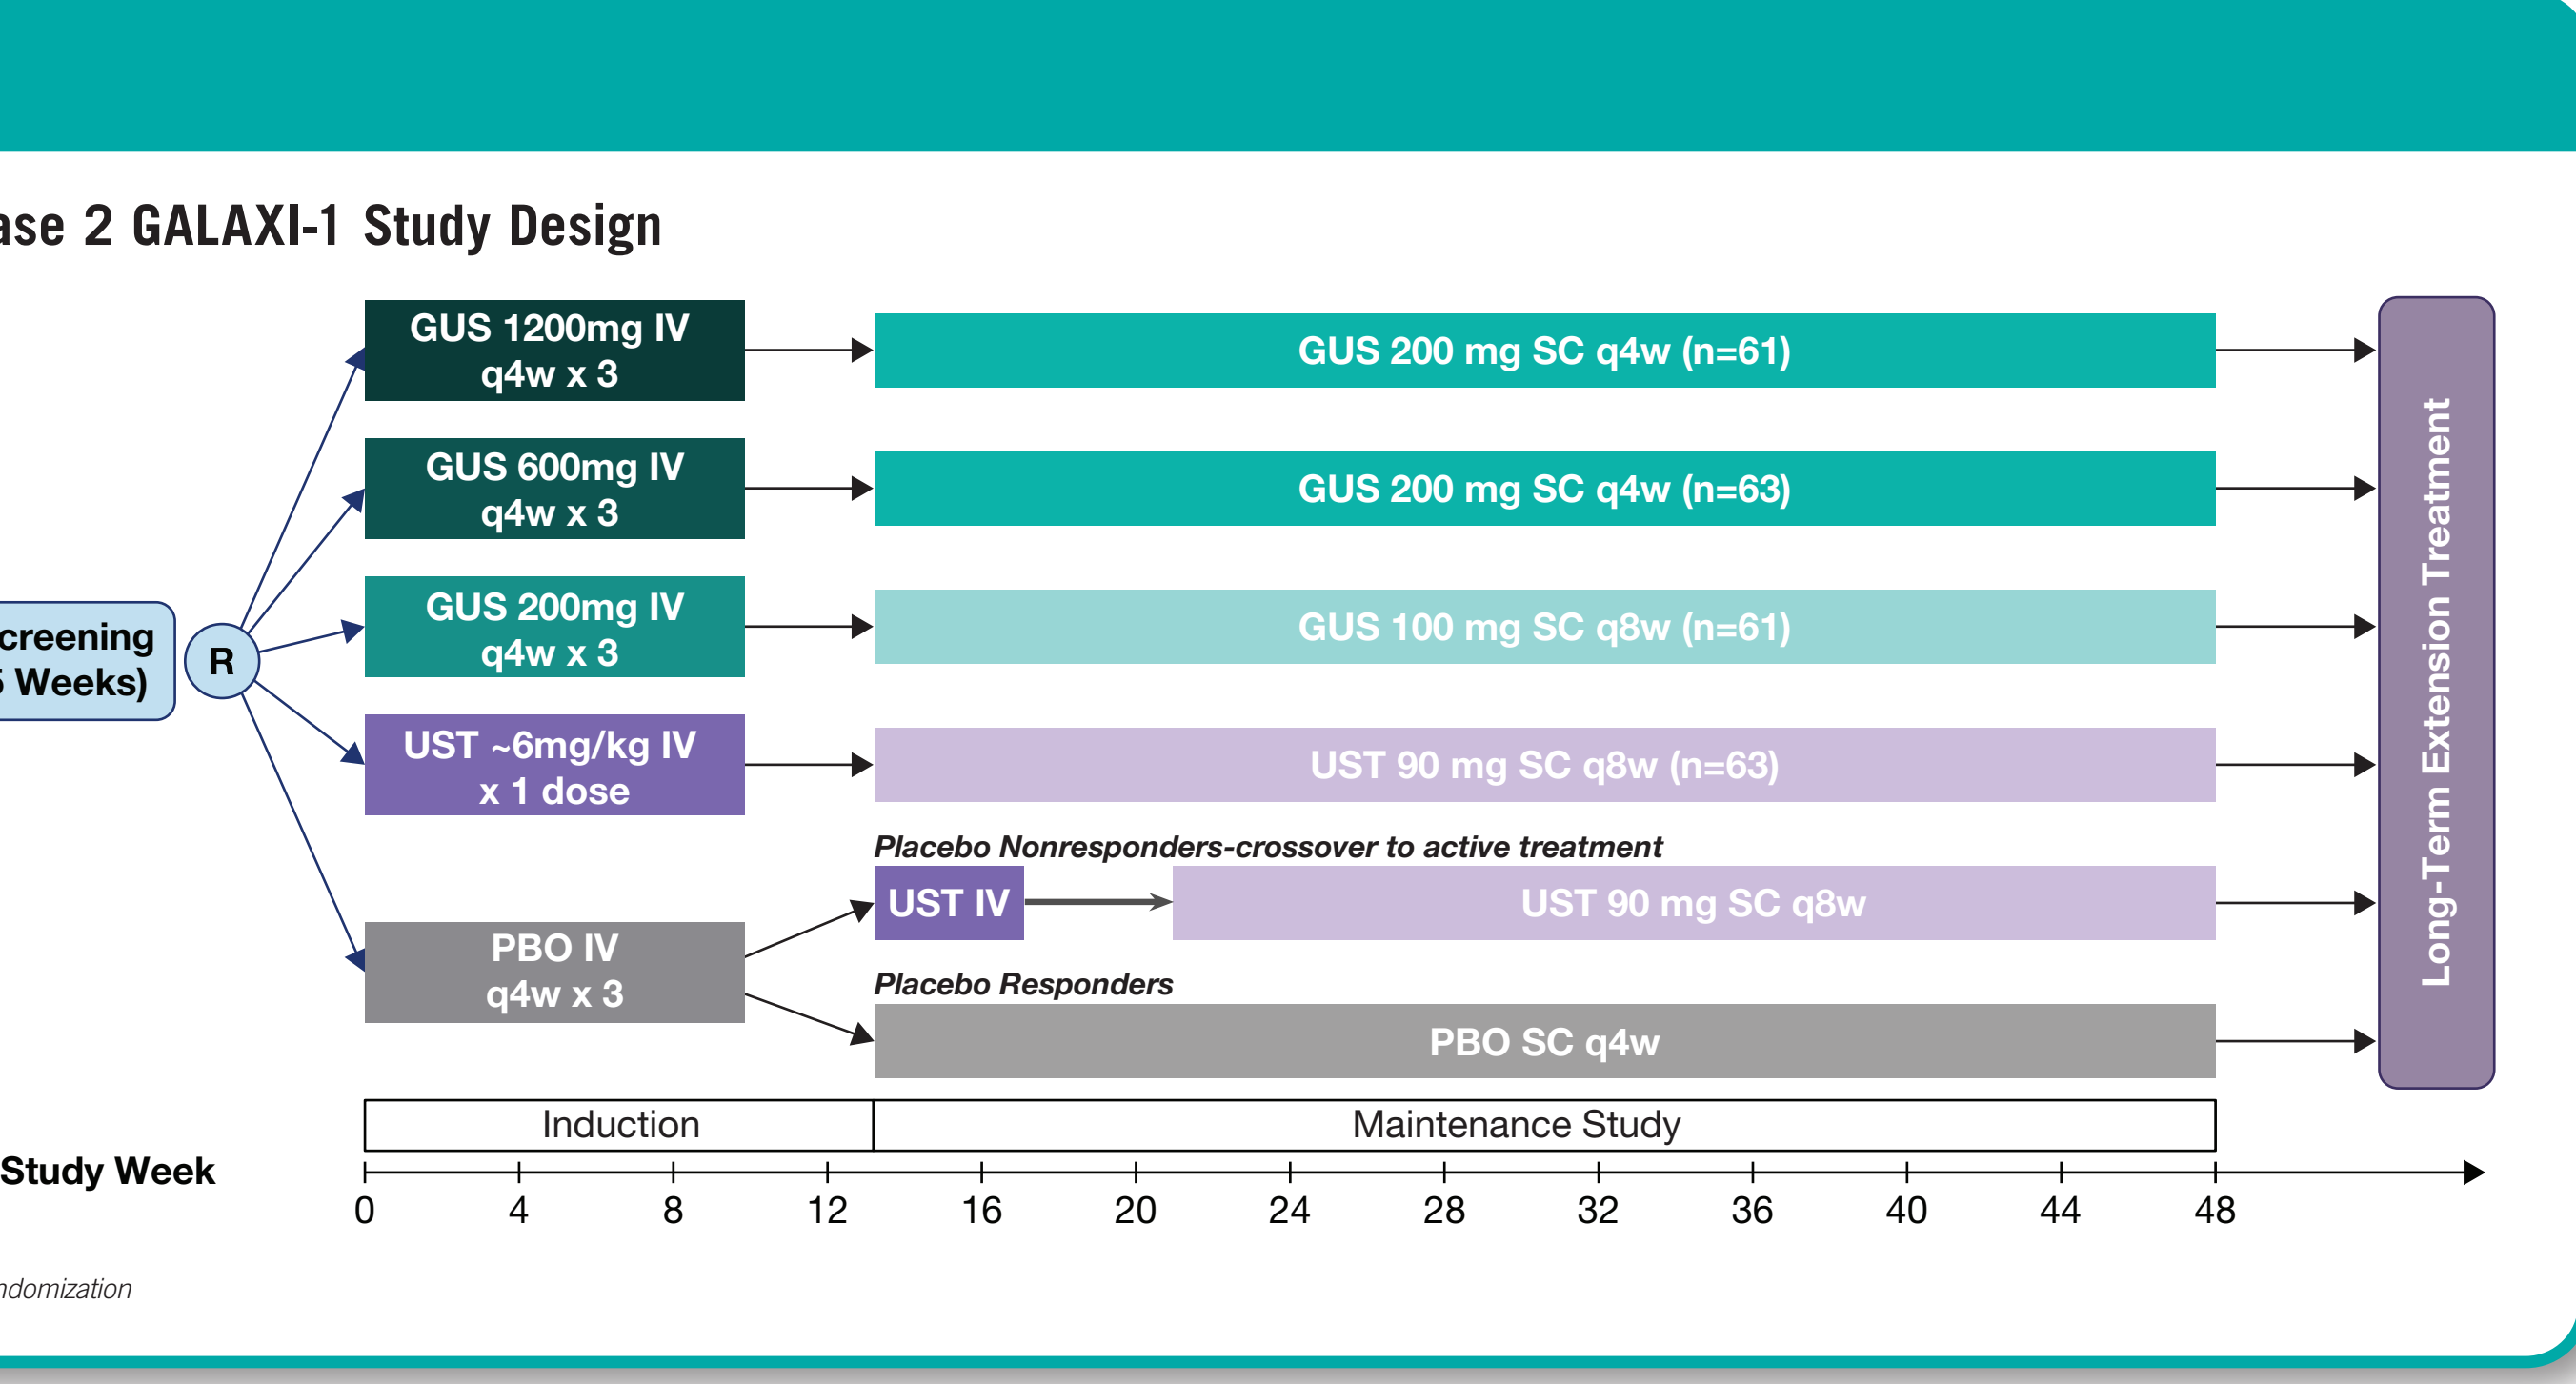 ase 2 GALAXI-1 Study Design
GUS 1200mg IV
q4w x 3
GUS 200 mg SC q4w (n=61)
GUS 600mg IV
q4w x 3
GUS 200 mg SC q4w (n=63)
GUS 200mg IV
q4w x 3
GUS 100 mg SC q8w (n=61)
creening
5 Weeks)
R
UST ~6mg/kg IV
x 1 dose
UST 90 mg SC q8w (n=63)
Placebo Nonresponders-crossover to active treatment
UST IV
UST 90 mg SC q8w
PBO IV
q4w x 3
Placebo Responders
PBO SC q4w
Long-Term Extension Treatment
Induction
Maintenance Study
Study Week
0 4 8 12 16 20 24 28 32 36 40 44 48
ndomization